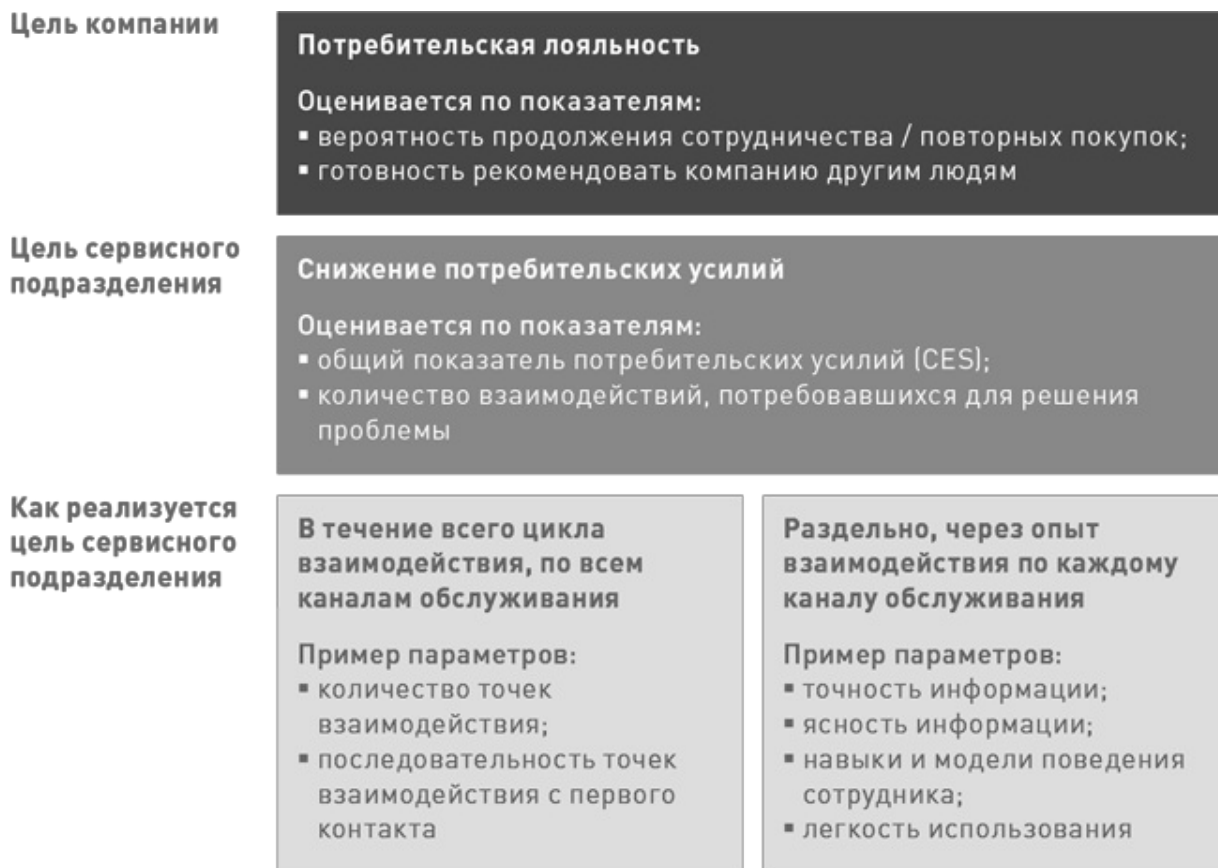 Цель компании
Потребительская лояльность
Оценивается по показателям:
▪ вероятность продолжения сотрудничества / повторных покупок;
▪ готовность рекомендовать компанию другим людям
Цель сервисного
подразделения
Снижение потребительских усилий
Оценивается по показателям:
▪ общий показатель потребительских усилий (CES);
▪ количество взаимодействий, потребовавшихся для решения
проблемы
Как реализуется
цель сервисного
подразделения
В течение всего цикла
взаимодействия, по всем
каналам обслуживания
Пример параметров:
▪ количество точек
взаимодействия;
▪ последовательность точек
взаимодействия с первого
контакта
Раздельно, через опыт
взаимодействия по каждому
каналу обслуживания
Пример параметров:
▪ точность информации;
▪ ясность информации;
▪ навыки и модели поведения
сотрудника;
▪ легкость использования